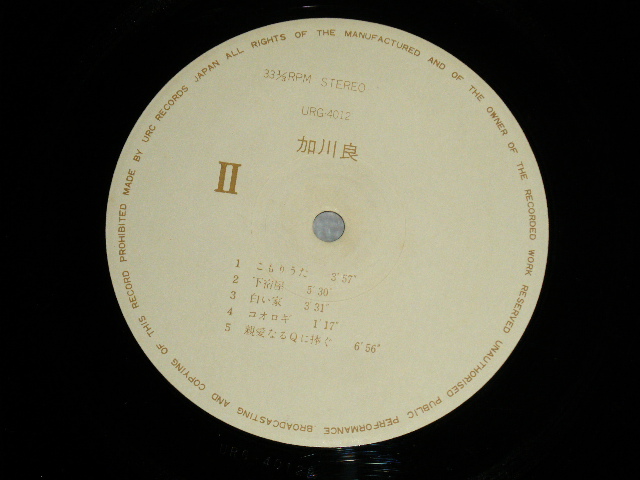 MADE BY URC RECORDS JAPAN ALL RIGHTS OF THE MANUFACTURED AND OF THE OWNER OF THE RECORDED WORK RESERVED UNAUTHORISED PUBLIC PERFORMANCE BROADCASTING AND COPYING OF THIS RECORD PROHIBITED
33⅓RPM STEREO
URG-4012
加川良
II
1 こもりうた 3'57"
2 下宿屋 5'30"
3 白い家 3'31"
4 コオロギ 1'17"
5 親愛なるQに捧ぐ 6'56"